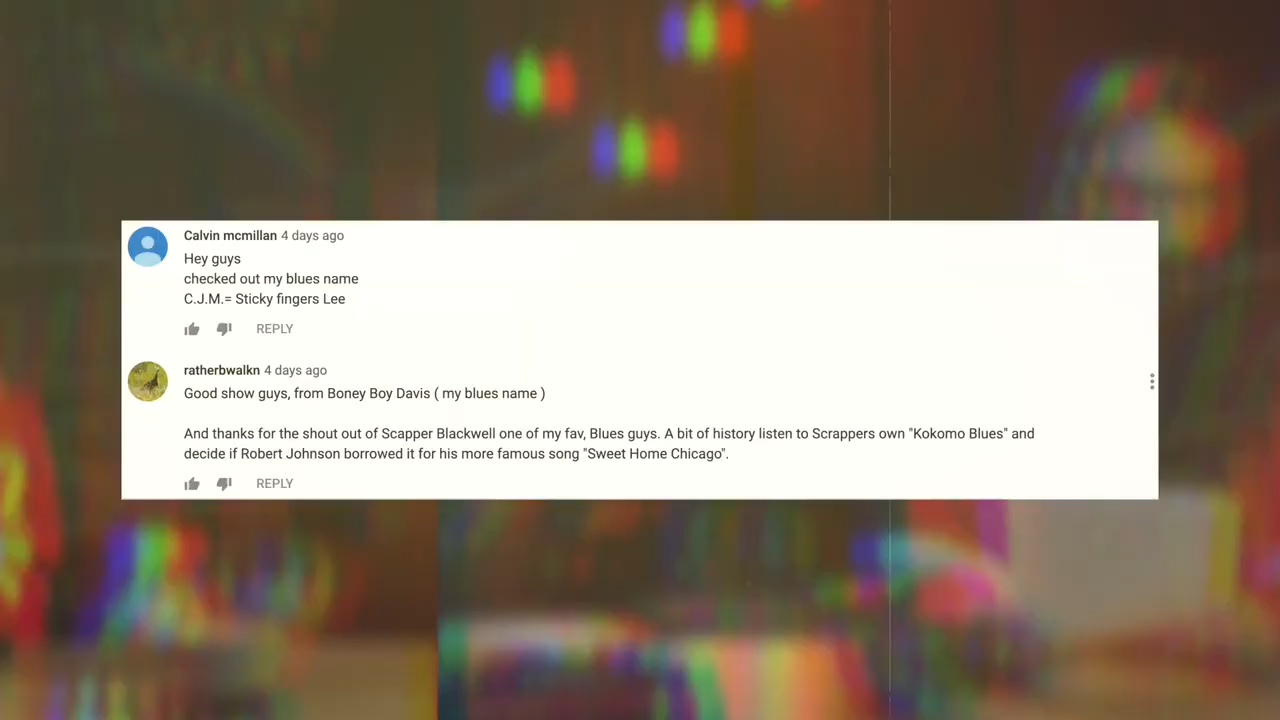 Calvin mcmillan 4 days ago
Hey guys
checked out my blues name
C.J.M.= Sticky fingers Lee
REPLY
ratherbwalkn 4 days ago
Good show guys, from Boney Boy Davis ( my blues name )
And thanks for the shout out of Scapper Blackwell one of my fav, Blues guys. A bit of history listen to Scrappers own "Kokomo Blues" and
decide if Robert Johnson borrowed it for his more famous song "Sweet Home Chicago".
REPLY